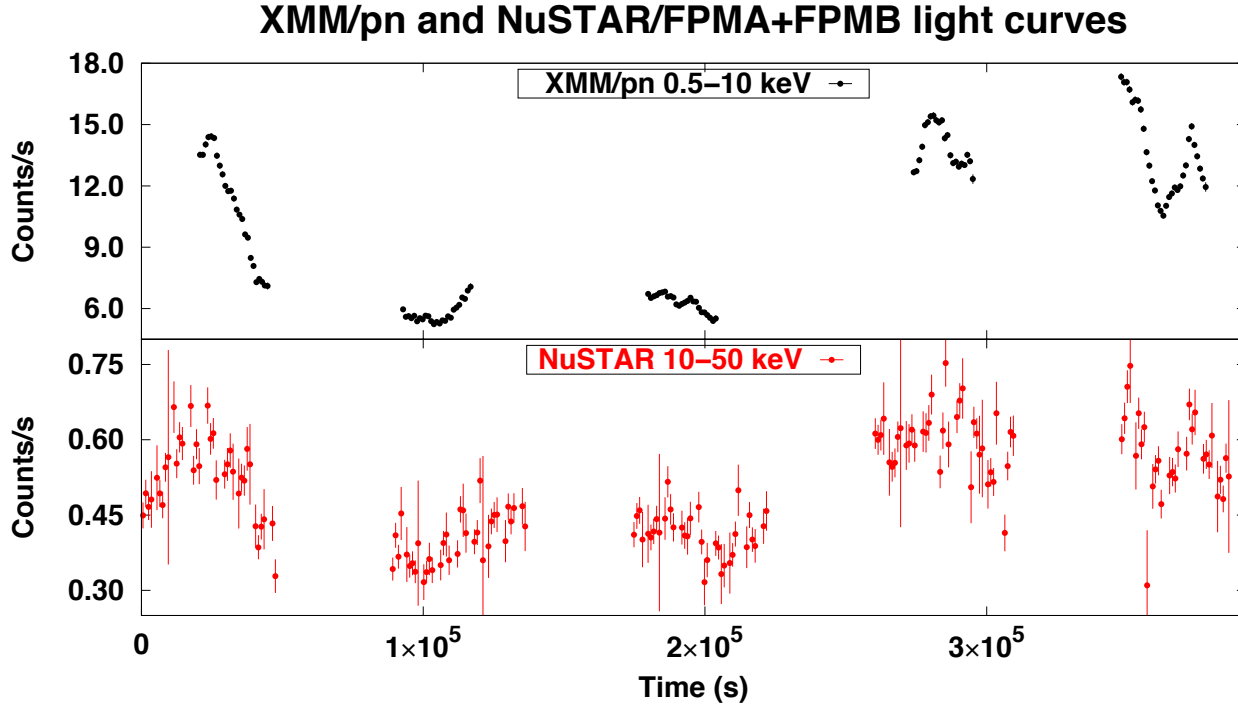 XMM/pn and NuSTAR/FPMA+FPMB light curves
18.0
XMM/pn 0.5−10 keV
15.0
12.0
9.0
6.0
Counts/s
NuSTAR 10−50 keV
0.75
0.60
0.45
0.30
Counts/s
0 1×10⁵ 2×10⁵ 3×10⁵
Time (s)